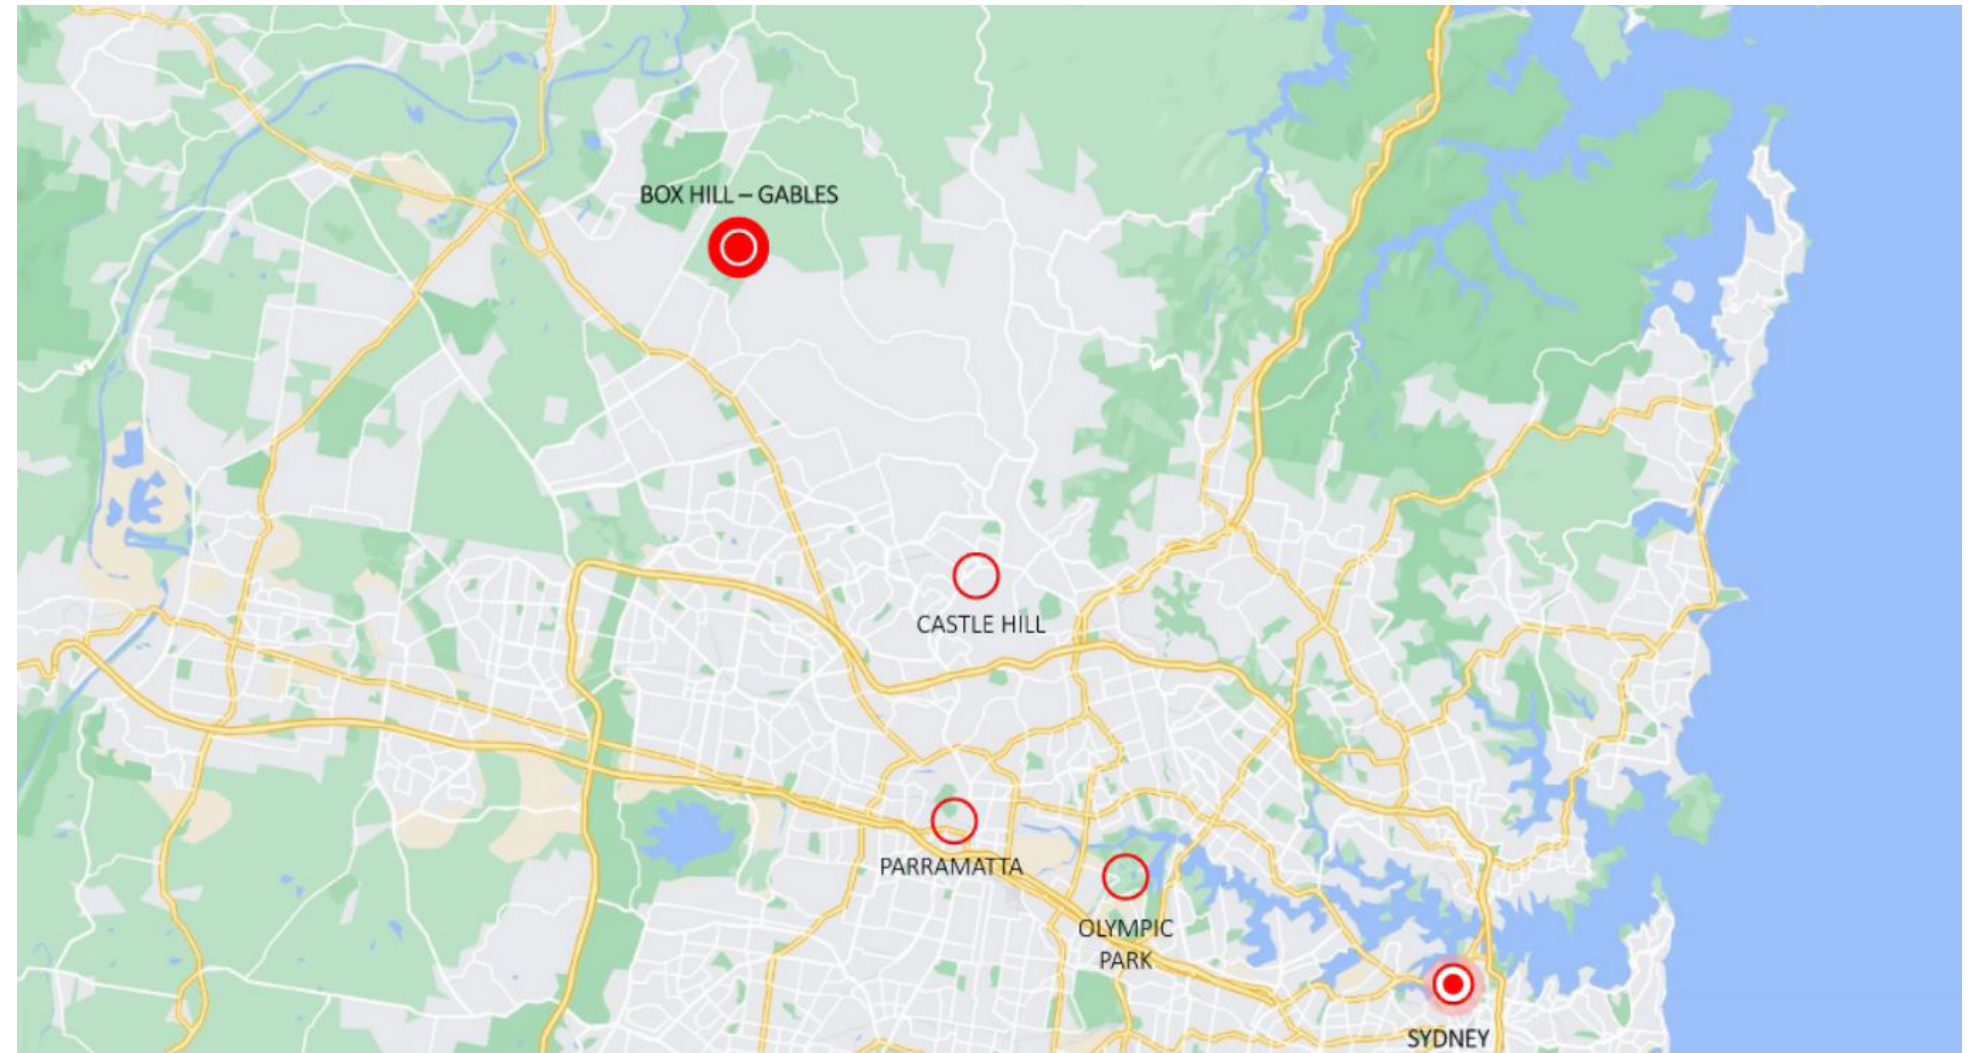 BOX HILL – GABLES
CASTLE HILL
PARRAMATTA
OLYMPIC
PARK
SYDNEY